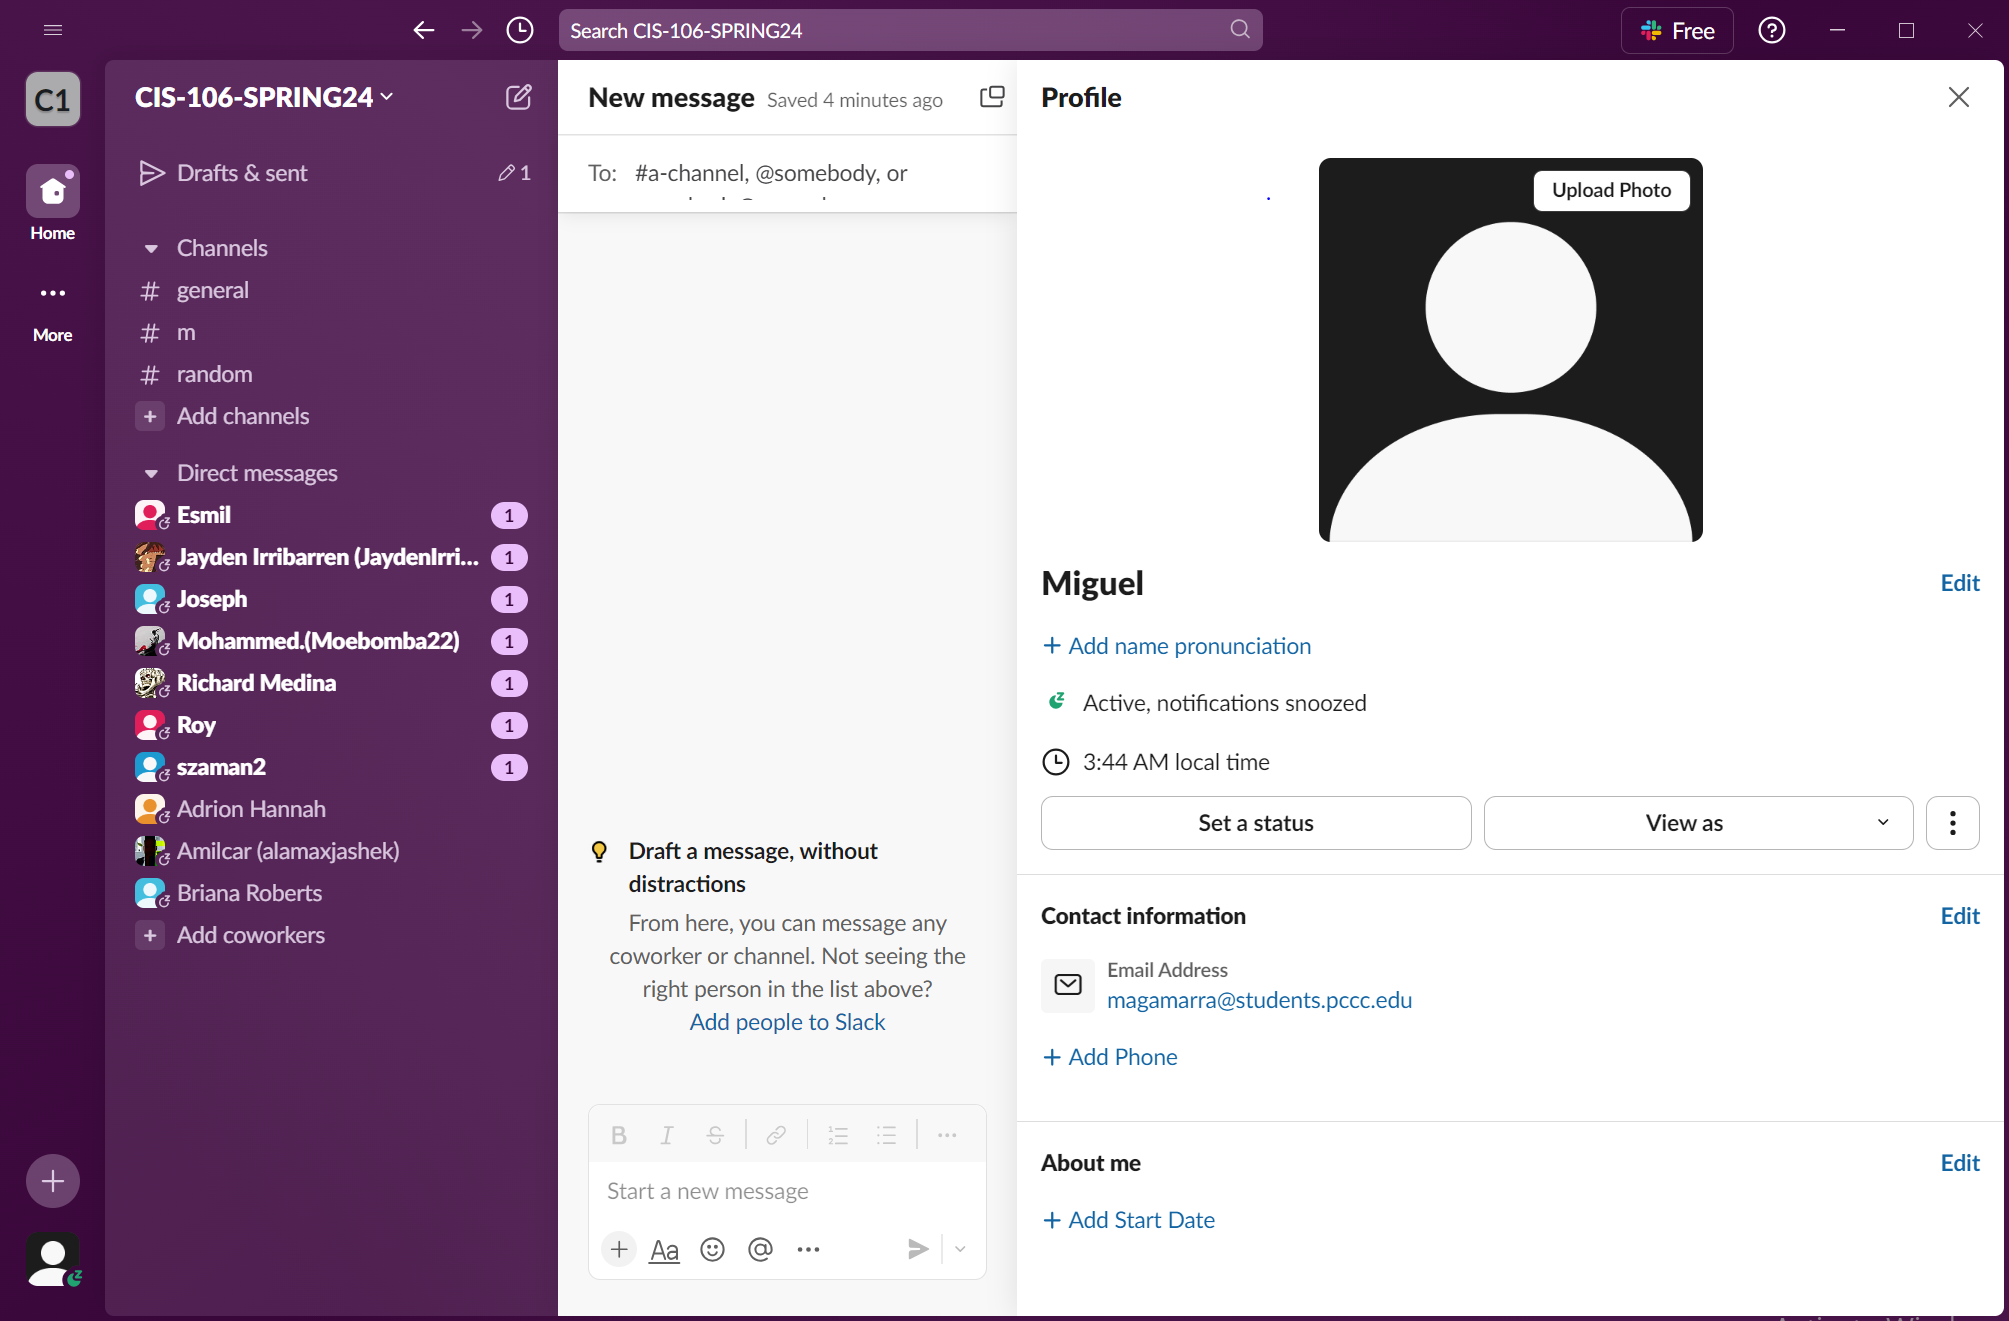 Search CIS-106-SPRING24
Free
C1
Home
More
CIS-106-SPRING24
Drafts & sent
1
Channels
# general
# m
# random
+ Add channels
Direct messages
Esmil 1
Jayden Irribarren (JaydenIrri... 1
Joseph 1
Mohammed.(Moebomba22) 1
Richard Medina 1
Roy 1
szaman2 1
Adrion Hannah
Amilcar (alamaxjashek)
Briana Roberts
+ Add coworkers
New message Saved 4 minutes ago
To: #a-channel, @somebody, or
Draft a message, without
distractions
From here, you can message any
coworker or channel. Not seeing the
right person in the list above?
Add people to Slack
B I S
Start a new message
+ Aa @
Profile
Upload Photo
Miguel
Edit
+ Add name pronunciation
Active, notifications snoozed
3:44 AM local time
Set a status
View as
Contact information
Edit
Email Address
magamarra@students.pccc.edu
+ Add Phone
About me
Edit
+ Add Start Date